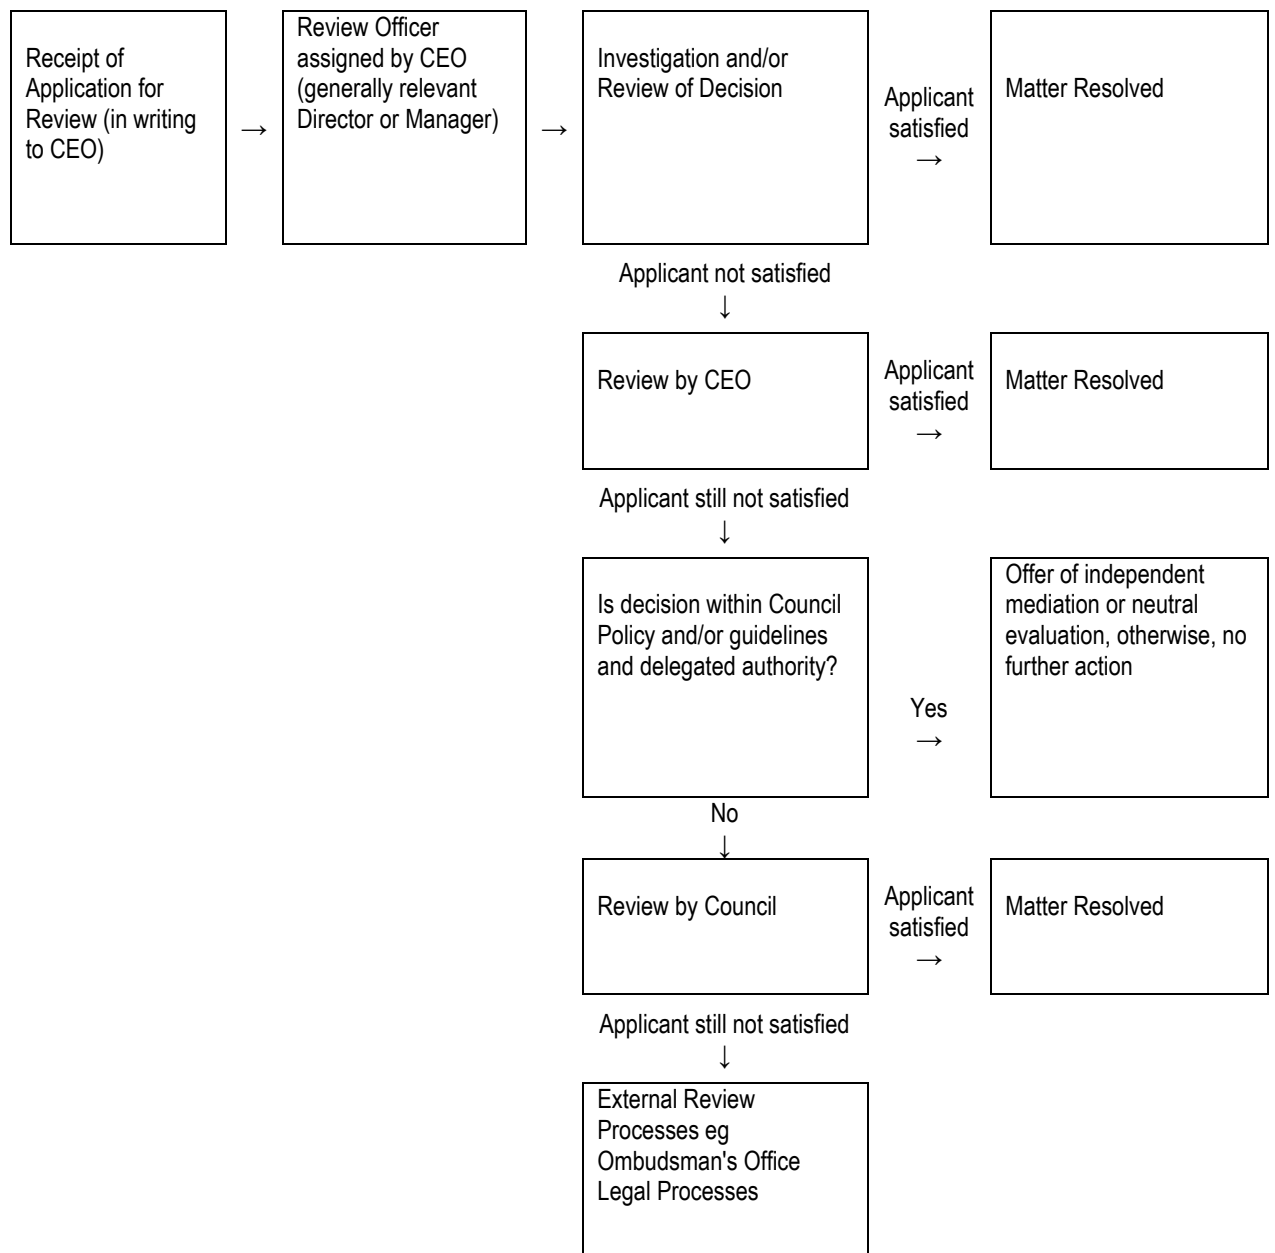 Receipt of
Application for
Review (in writing
to CEO)
→
Review Officer
assigned by CEO
(generally relevant
Director or Manager)
→
Investigation and/or
Review of Decision
Applicant
satisfied
→
Matter Resolved
Applicant not satisfied
↓
Review by CEO
Applicant
satisfied
→
Matter Resolved
Applicant still not satisfied
↓
Is decision within Council
Policy and/or guidelines
and delegated authority?
Yes
→
Offer of independent
mediation or neutral
evaluation, otherwise, no
further action
No
↓
Review by Council
Applicant
satisfied
→
Matter Resolved
Applicant still not satisfied
↓
External Review
Processes eg
Ombudsman's Office
Legal Processes